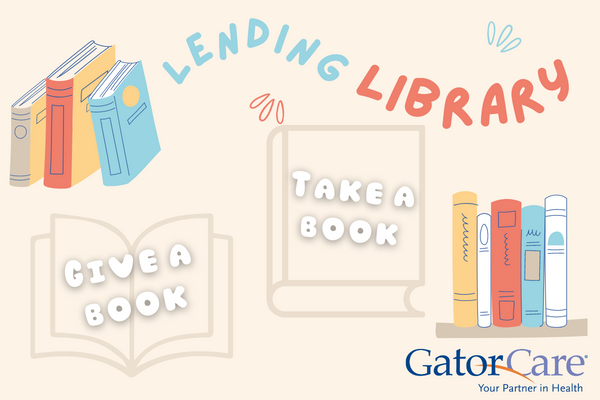 LENDING
LIBRARY
TAKE A
BOOK
GIVE A
BOOK
GatorCare®
Your Partner in Health